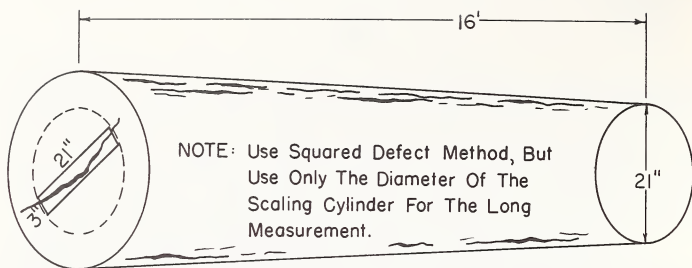 16'
21"
3"
NOTE: Use Squared Defect Method, But
Use Only The Diameter Of The
Scaling Cylinder For The Long
Measurement.
21"